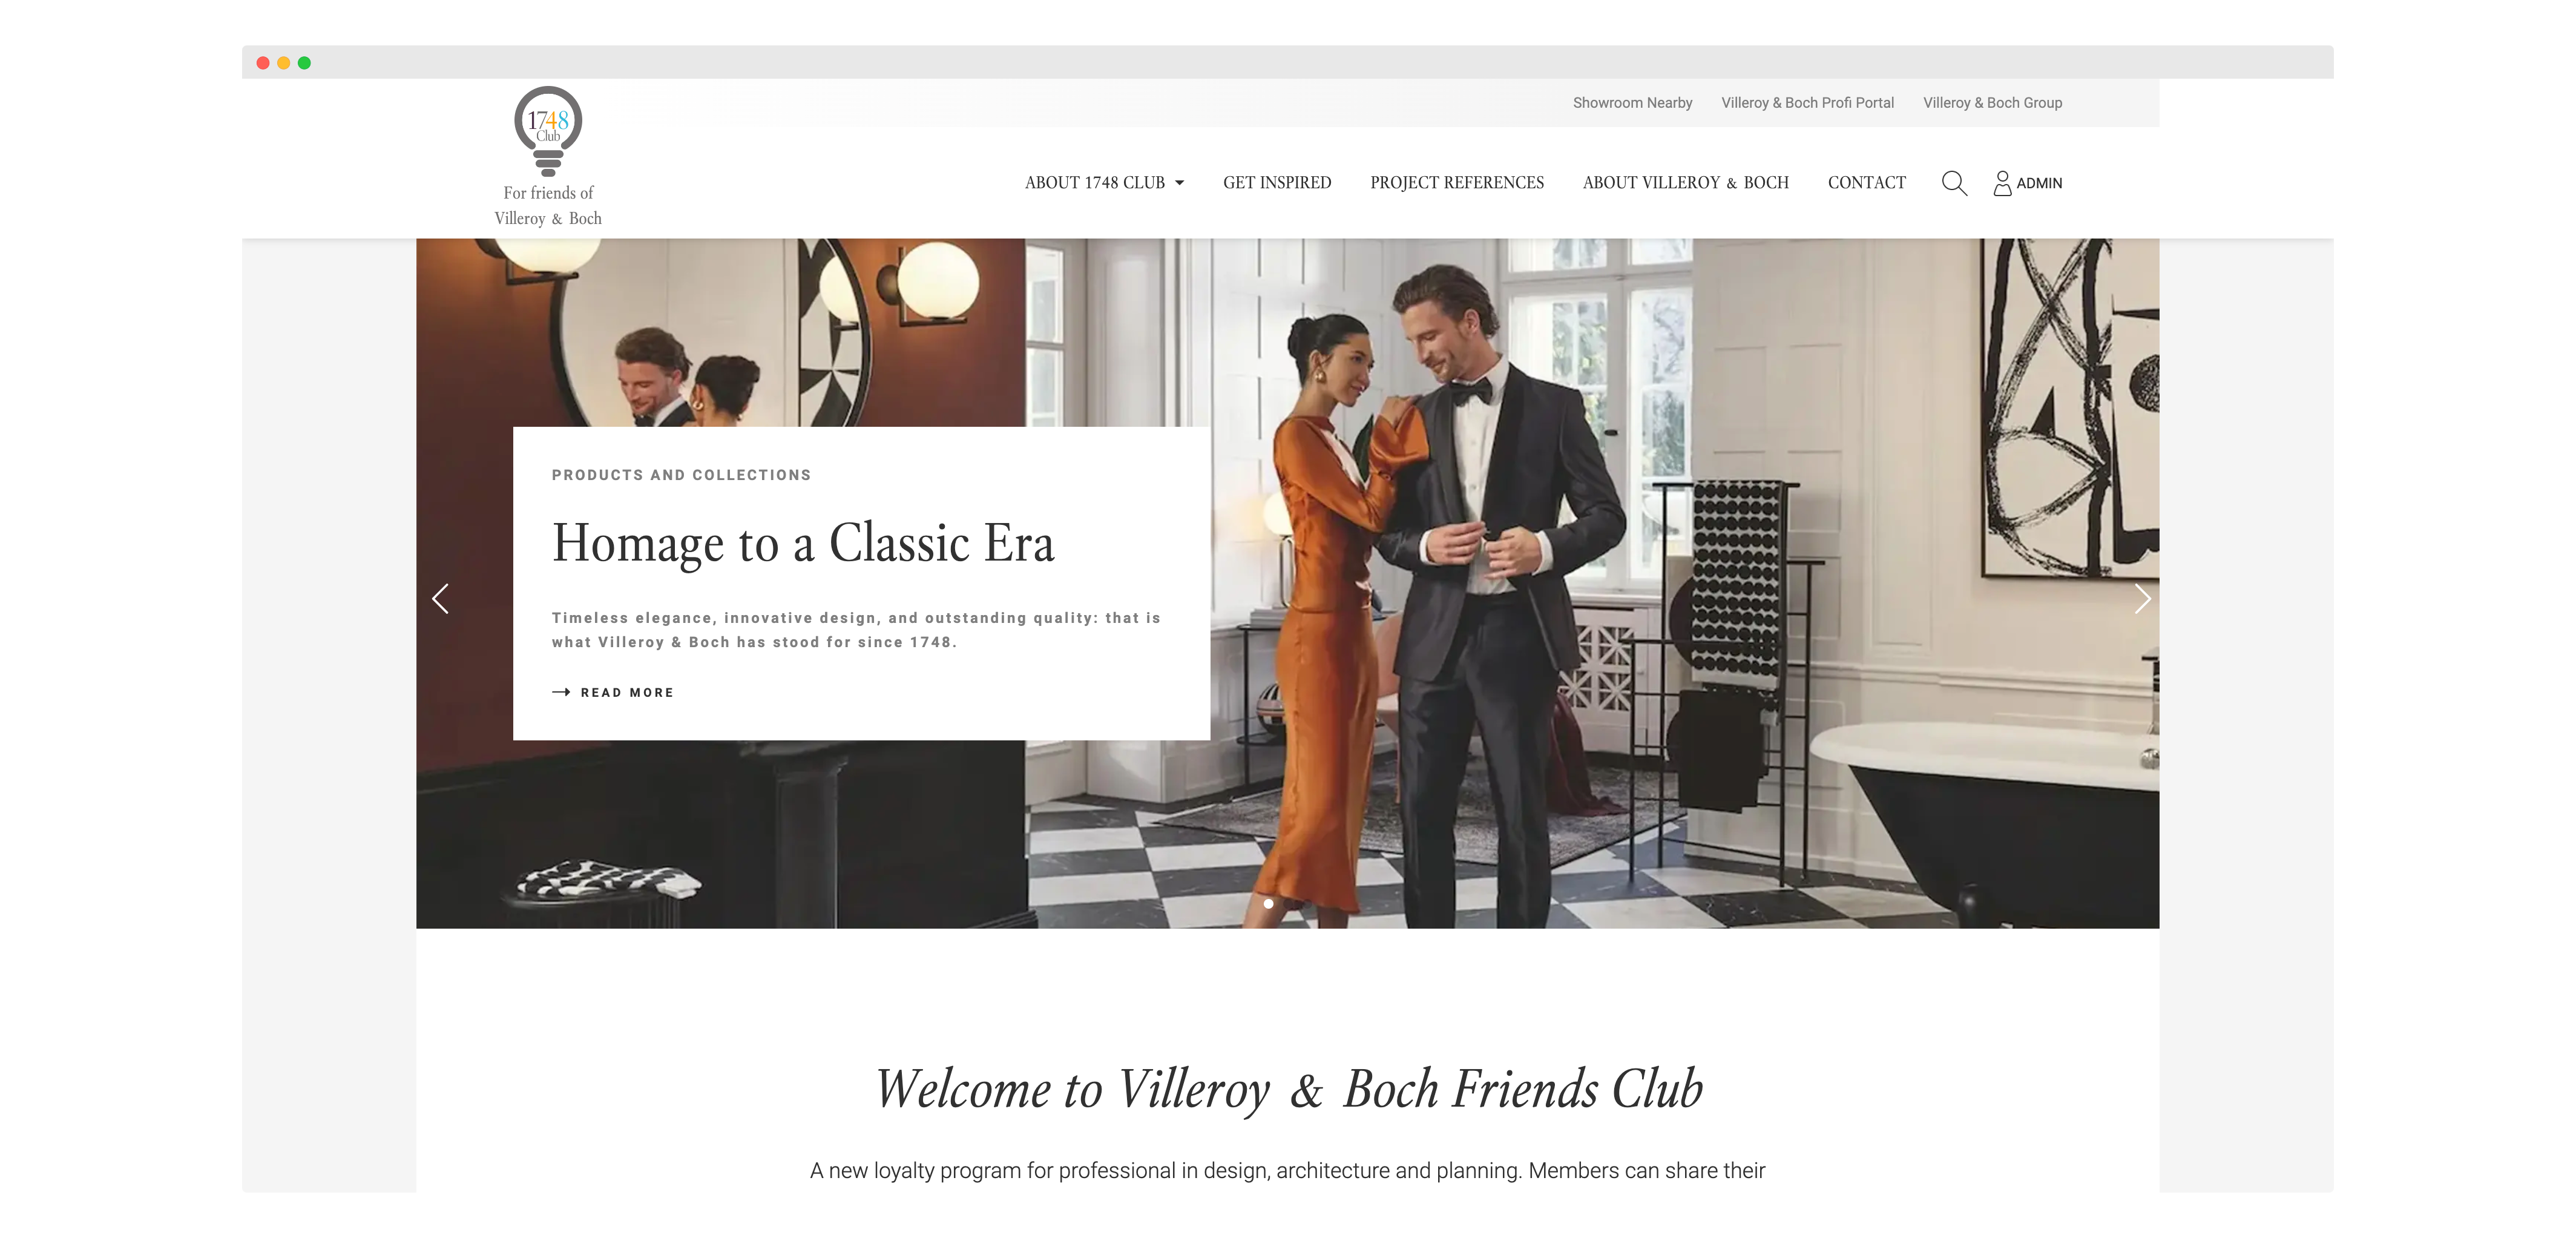 1748
Club
For friends of
Villeroy & Boch
Showroom Nearby Villeroy & Boch Profi Portal Villeroy & Boch Group
ABOUT 1748 CLUB GET INSPIRED PROJECT REFERENCES ABOUT VILLEROY & BOCH CONTACT ADMIN
PRODUCTS AND COLLECTIONS
Homage to a Classic Era
Timeless elegance, innovative design, and outstanding quality: that is
what Villeroy & Boch has stood for since 1748.
READ MORE
Welcome to Villeroy & Boch Friends Club
A new loyalty program for professional in design, architecture and planning. Members can share their